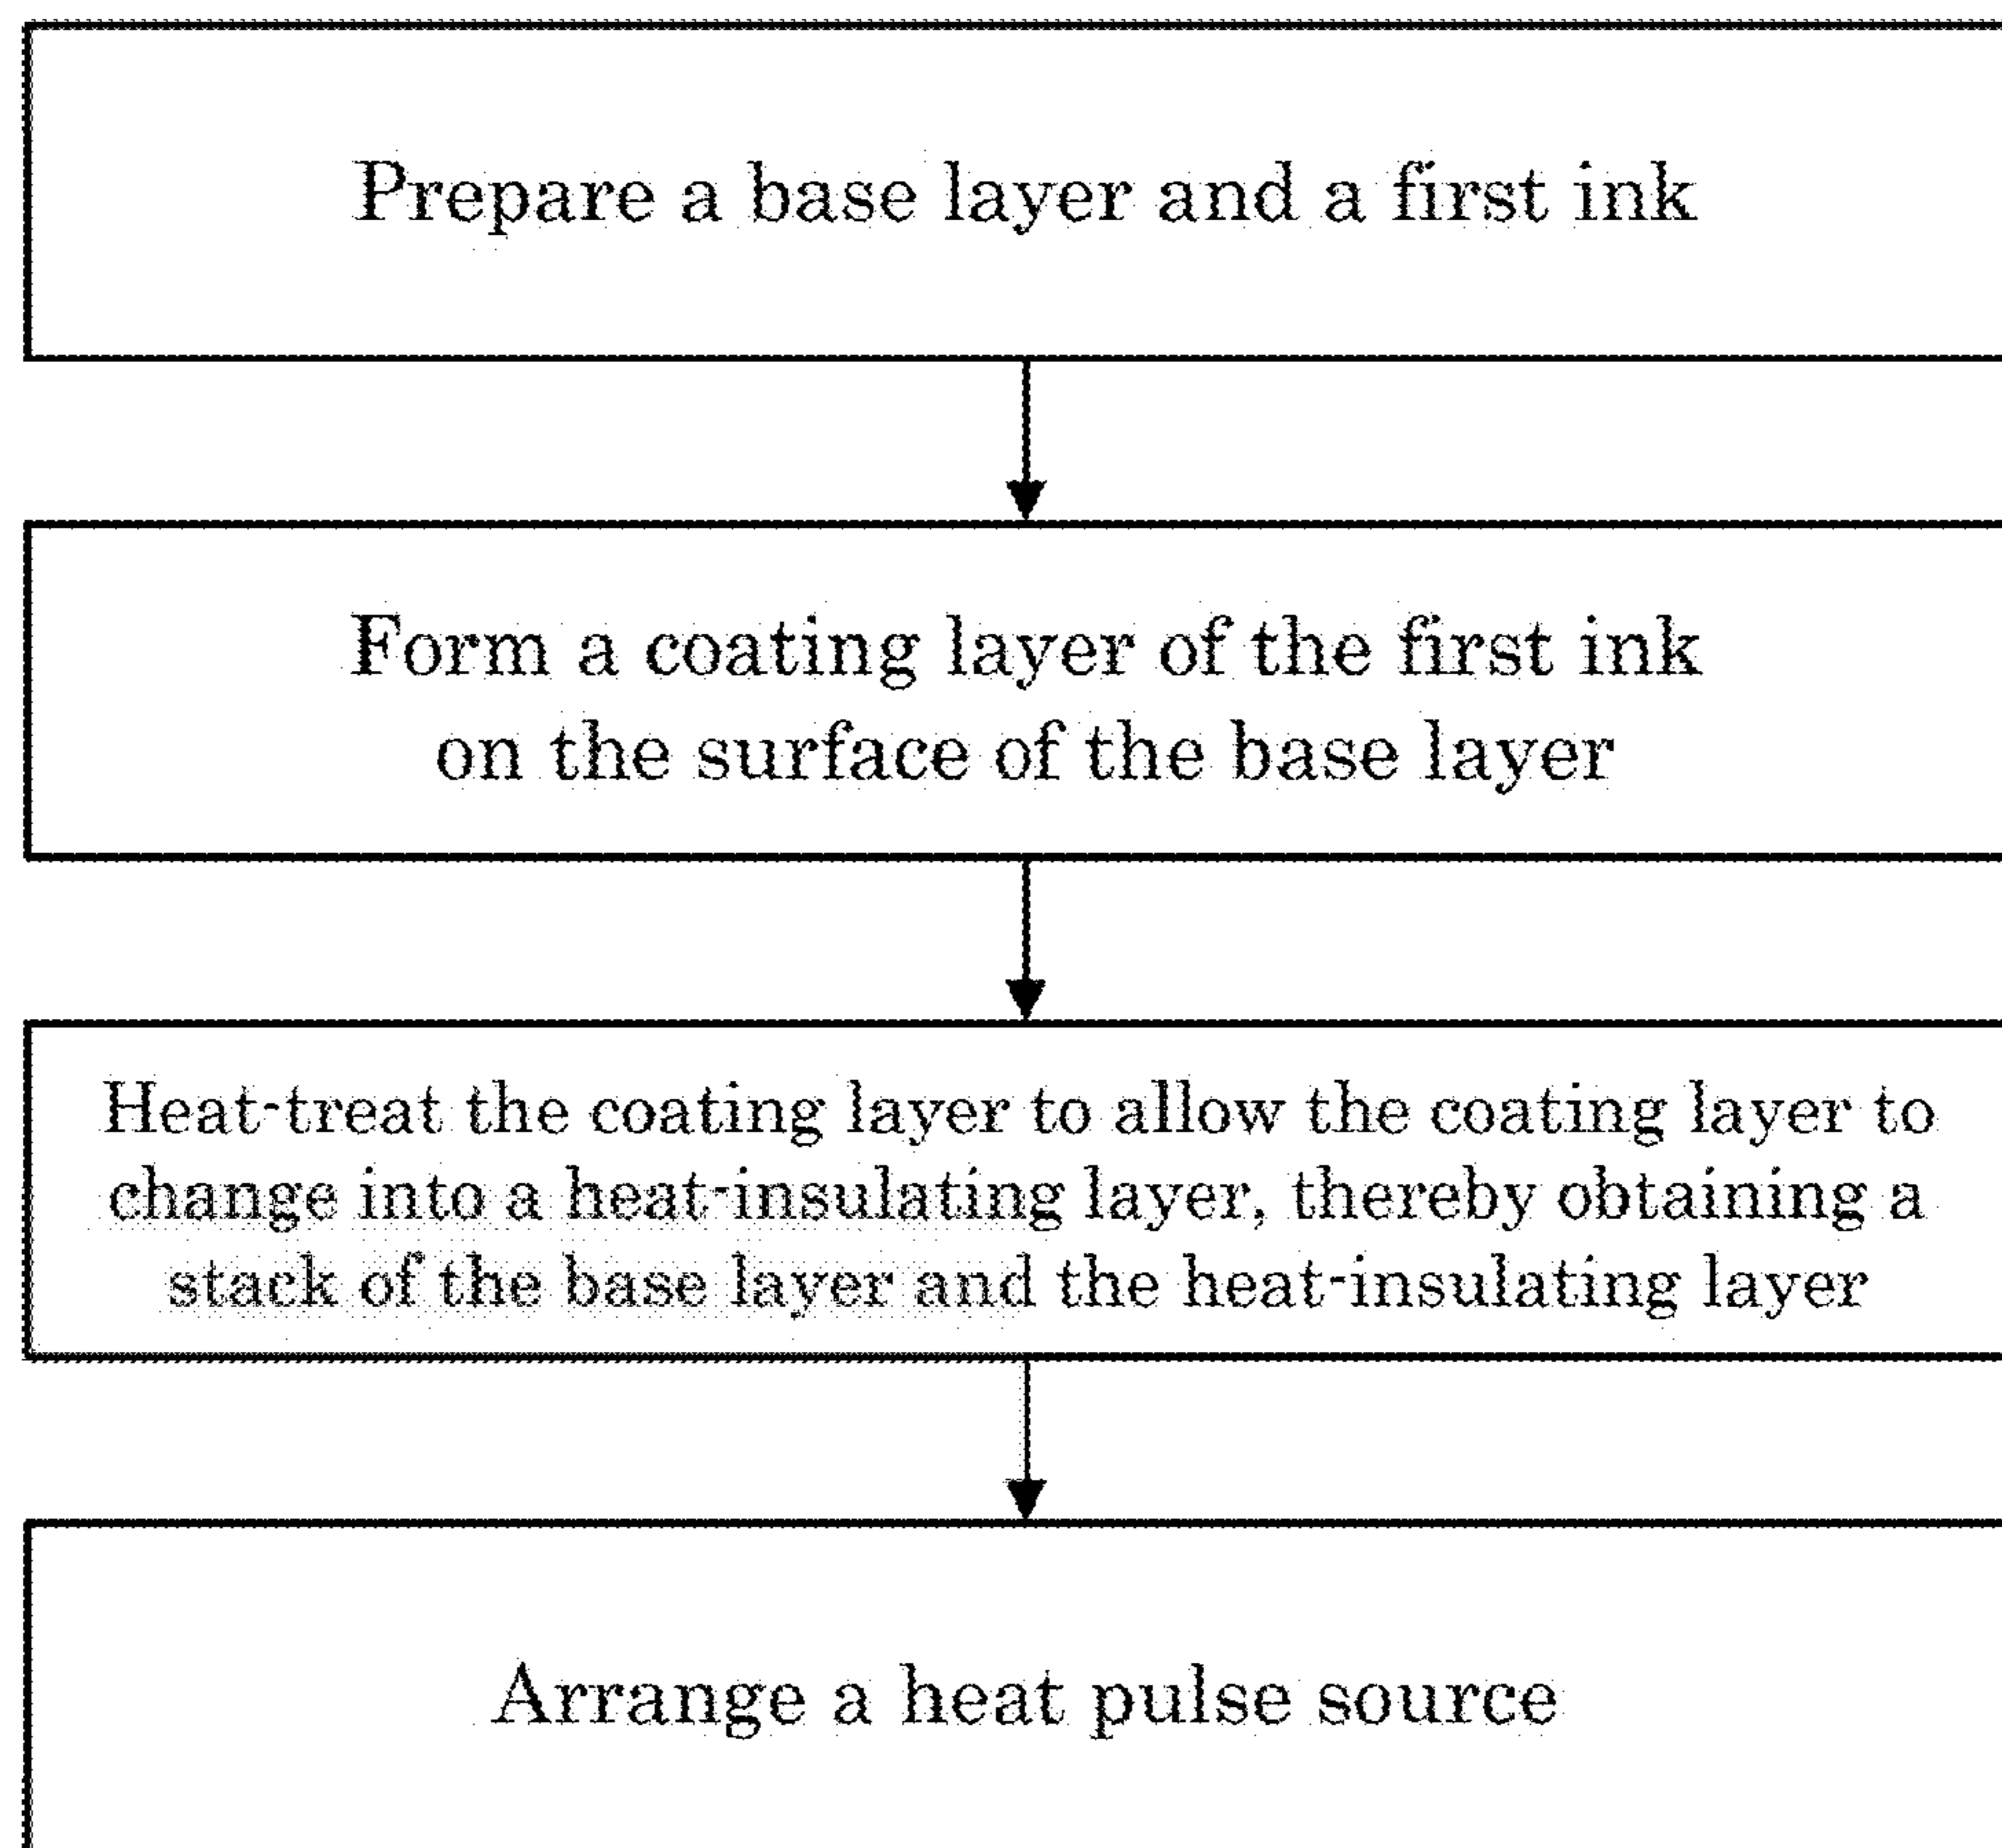 Prepare a base layer and a first ink
Form a coating layer of the first ink
on the surface of the base layer
Heat-treat the coating layer to allow the coating layer to
change into a heat-insulating layer, thereby obtaining a
stack of the base layer and the heat-insulating layer
Arrange a heat pulse source